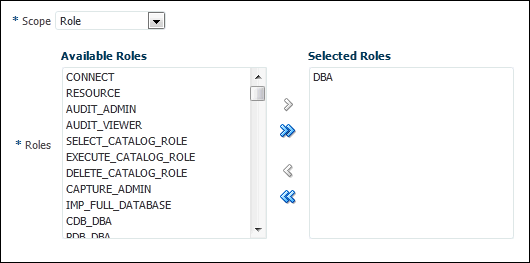 * Scope Role
Available Roles
CONNECT
RESOURCE
AUDIT_ADMIN
AUDIT_VIEWER
SELECT_CATALOG_ROLE
EXECUTE_CATALOG_ROLE
DELETE_CATALOG_ROLE
CAPTURE_ADMIN
IMP_FULL_DATABASE
CDB_DBA
PDB_DBA
* Roles
Selected Roles
DBA